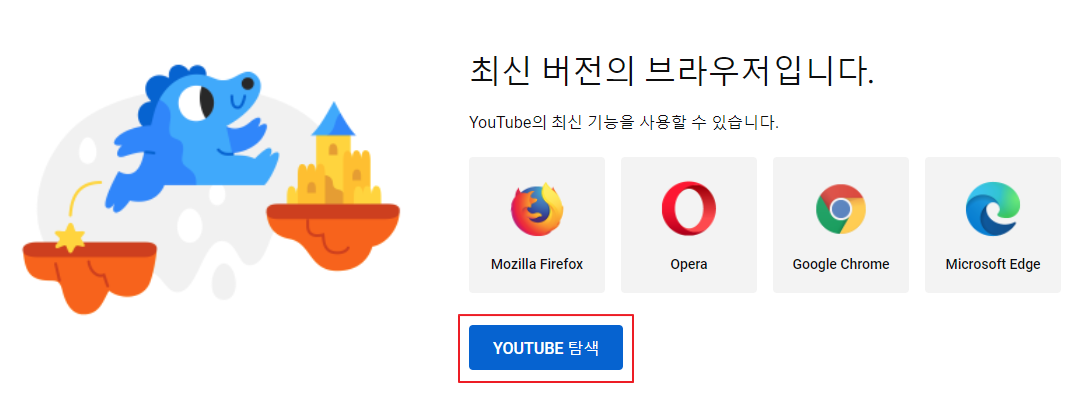 최신 버전의 브라우저입니다.
YouTube의 최신 기능을 사용할 수 있습니다.
Mozilla Firefox
Opera
Google Chrome
Microsoft Edge
YOUTUBE 탐색